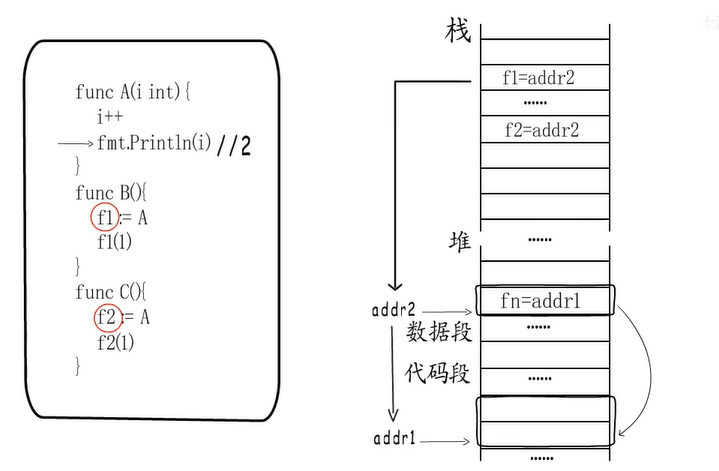 func A(i int) {
i++
fmt.Println(i) //2
}
func B(){
f1 := A
f1(1)
}
func C(){
f2 := A
f2(1)
}
栈
f1=addr2
……
f2=addr2
堆
……
addr2
fn=addr1
数据段
……
代码段
……
addr1
……